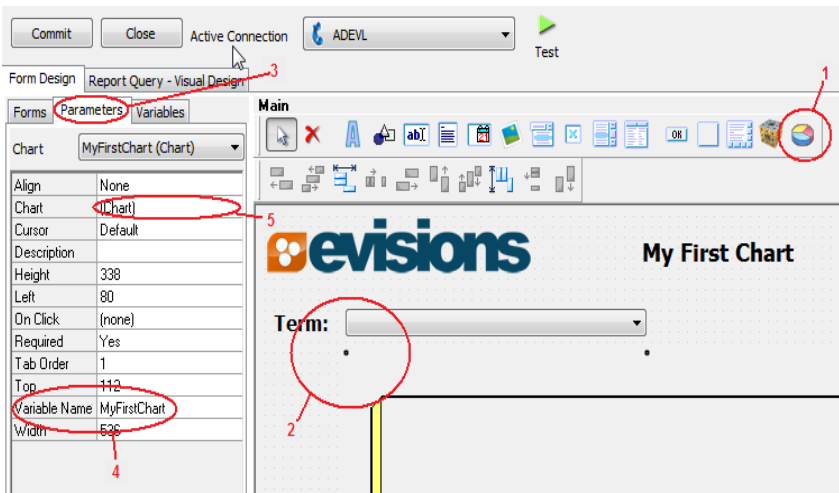 Commit Close Active Connection ADEVL
Test
Form Design Report Query - Visual Design
3
1
Forms Parameters Variables
Main
Chart MyFirstChart (Chart)
OK
Align None
Chart (Chart)
5
Cursor Default
Description
Height 338
Left 80
On Click (none)
Required Yes
Tab Order 1
Top 112
Variable Name MyFirstChart
Width 536
4
evisions
My First Chart
Term:
2